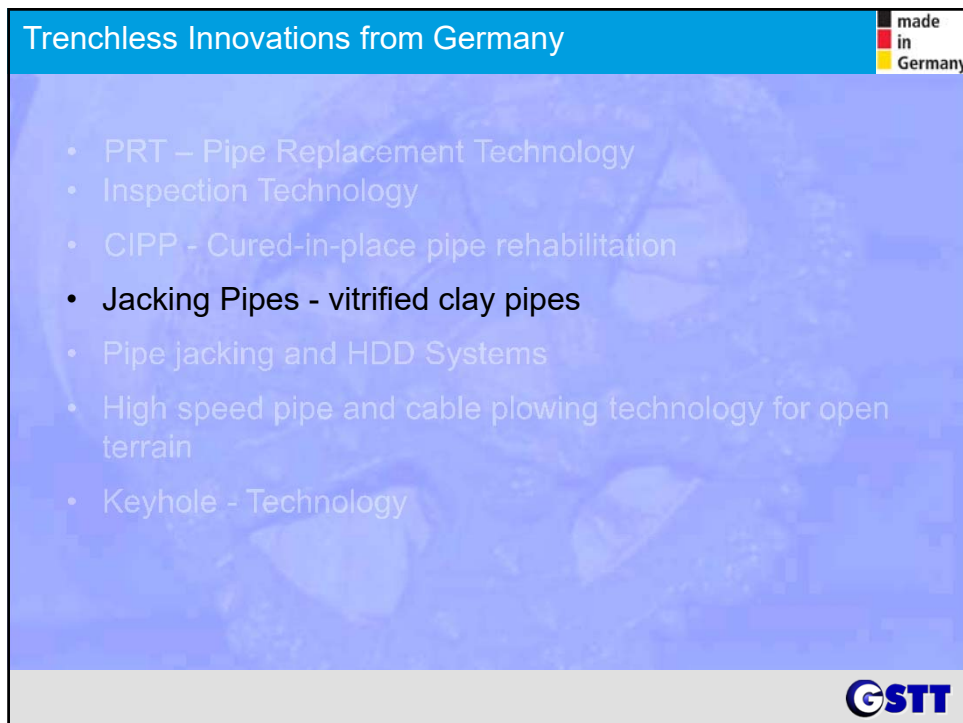 Trenchless Innovations from Germany
made
in
Germany
• PRT – Pipe Replacement Technology
• Inspection Technology
• CIPP - Cured-in-place pipe rehabilitation
• Jacking Pipes - vitrified clay pipes
• Pipe jacking and HDD Systems
• High speed pipe and cable plowing technology for open
terrain
• Keyhole - Technology
GSTT